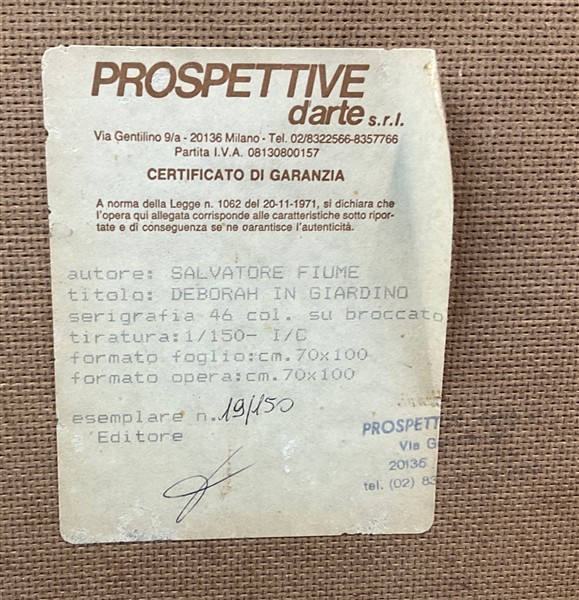 PROSPETTIVE
d'arte s.r.l.
Via Gentilino 9/a - 20136 Milano - Tel. 02/8322566-8357766
Partita I.V.A. 08130800157
CERTIFICATO DI GARANZIA
A norma della Legge n. 1062 del 20-11-1971, si dichiara che
l'opera qui allegata corrisponde alle caratteristiche sotto ripor-
tate e di conseguenza se ne garantisce l'autenticità.
autore: SALVATORE FIUME
titolo: DEBORAH IN GIARDINO
serigrafia 46 col. su broccato
tiratura:1/150- I/C
formato foglio:cm.70x100
formato opera:cm.70x100
esemplare n. 19/150
l'Editore
PROSPETT
Via G
20135
tel. (02) 83